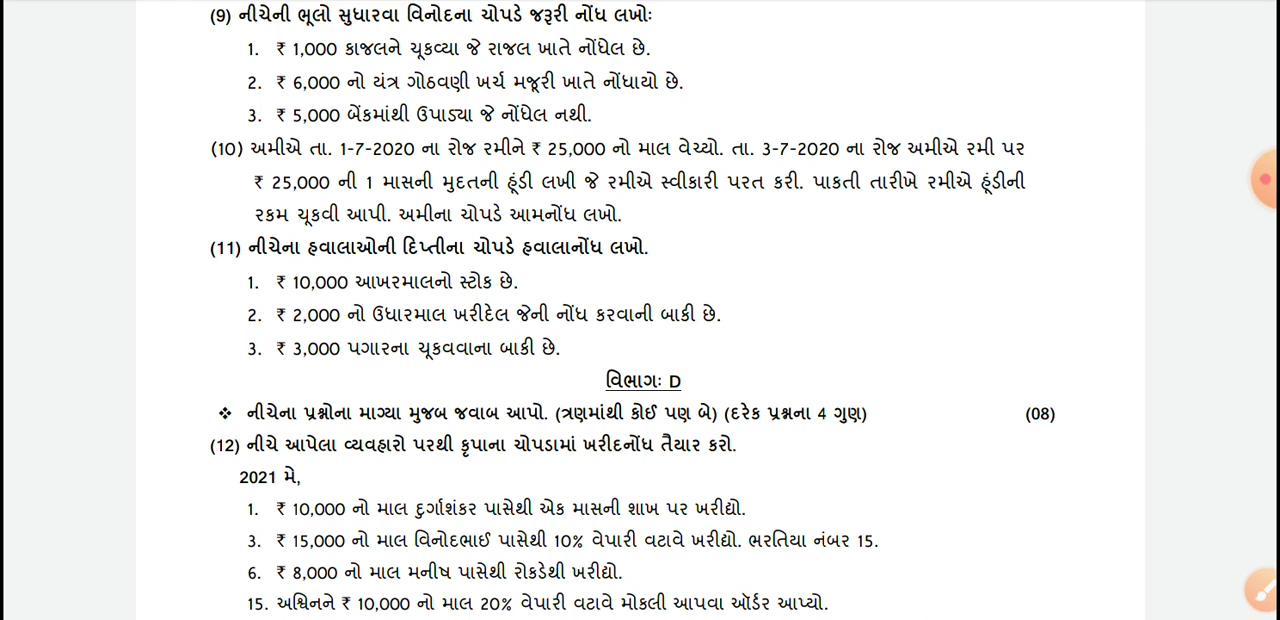 (9) નીચેની ભૂલો સુધારવા વિનોદના ચોપડે જરૂરી નોંધ લખોઃ
1. ₹ 1,000 કાજલને ચૂકવ્યા જે રાજલ ખાતે નોંધેલ છે.
2. ₹ 6,000 નો યંત્ર ગોઠવણી ખર્ચ મજૂરી ખાતે નોંધાયો છે.
3. ₹ 5,000 બેંકમાંથી ઉપાડ્યા જે નોંધેલ નથી.
(10) અમીએ તા. 1-7-2020 ના રોજ રમીને ₹ 25,000 નો માલ વેચ્યો. તા. 3-7-2020 ના રોજ અમીએ રમી પર
₹ 25,000 ની 1 માસની મુદતની હૂંડી લખી જે રમીએ સ્વીકારી પરત કરી. પાકતી તારીખે રમીએ હૂંડીની
રકમ ચૂકવી આપી. અમીના ચોપડે આમનોંધ લખો.
(11) નીચેના હવાલાઓની દિપ્તીના ચોપડે હવાલાનોંધ લખો.
1. ₹ 10,000 આખરમાલનો સ્ટોક છે.
2. ₹ 2,000 નો ઉધારમાલ ખરીદેલ જેની નોંધ કરવાની બાકી છે.
3. ₹ 3,000 પગારના ચૂકવવાના બાકી છે.
વિભાગઃ D
❖ નીચેના પ્રશ્નોના માગ્યા મુજબ જવાબ આપો. (ત્રણમાંથી કોઈ પણ બે) (દરેક પ્રશ્નના 4 ગુણ) (08)
(12) નીચે આપેલા વ્યવહારો પરથી કૃપાના ચોપડામાં ખરીદનોંધ તૈયાર કરો.
2021 મે,
1. ₹ 10,000 નો માલ દુર્ગાશંકર પાસેથી એક માસની શાખ પર ખરીદ્યો.
3. ₹ 15,000 નો માલ વિનોદભાઈ પાસેથી 10% વેપારી વટાવે ખરીદ્યો. ભરતિયા નંબર 15.
6. ₹ 8,000 નો માલ મનીષ પાસેથી રોકડેથી ખરીદ્યો.
15. અશ્વિનને ₹ 10,000 નો માલ 20% વેપારી વટાવે મોકલી આપવા ઑર્ડર આપ્યો.